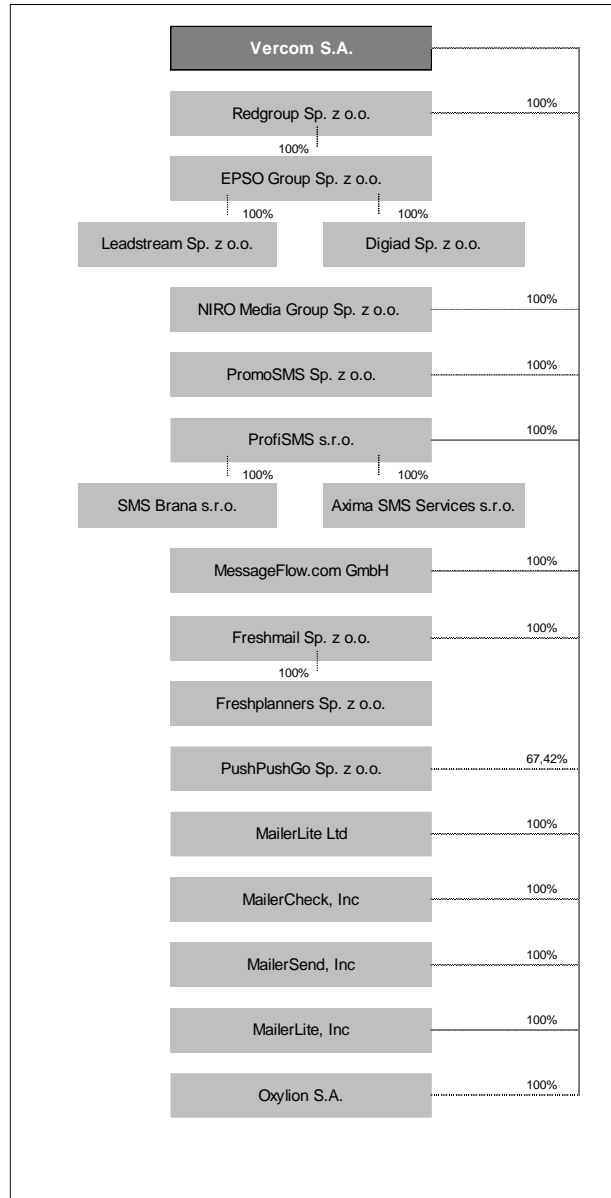 Vercom S.A.
Redgroup Sp. z o.o.
100%
100%
EPSO Group Sp. z o.o.
100%
100%
Leadstream Sp. z o.o.
Digiad Sp. z o.o.
NIRO Media Group Sp. z o.o.
100%
PromoSMS Sp. z o.o.
100%
ProfiSMS s.r.o.
100%
100%
100%
SMS Brana s.r.o.
Axima SMS Services s.r.o.
MessageFlow.com GmbH
100%
Freshmail Sp. z o.o.
100%
100%
Freshplanners Sp. z o.o.
PushPushGo Sp. z o.o.
67,42%
MailerLite Ltd
100%
MailerCheck, Inc
100%
MailerSend, Inc
100%
MailerLite, Inc
100%
Oxylion S.A.
100%